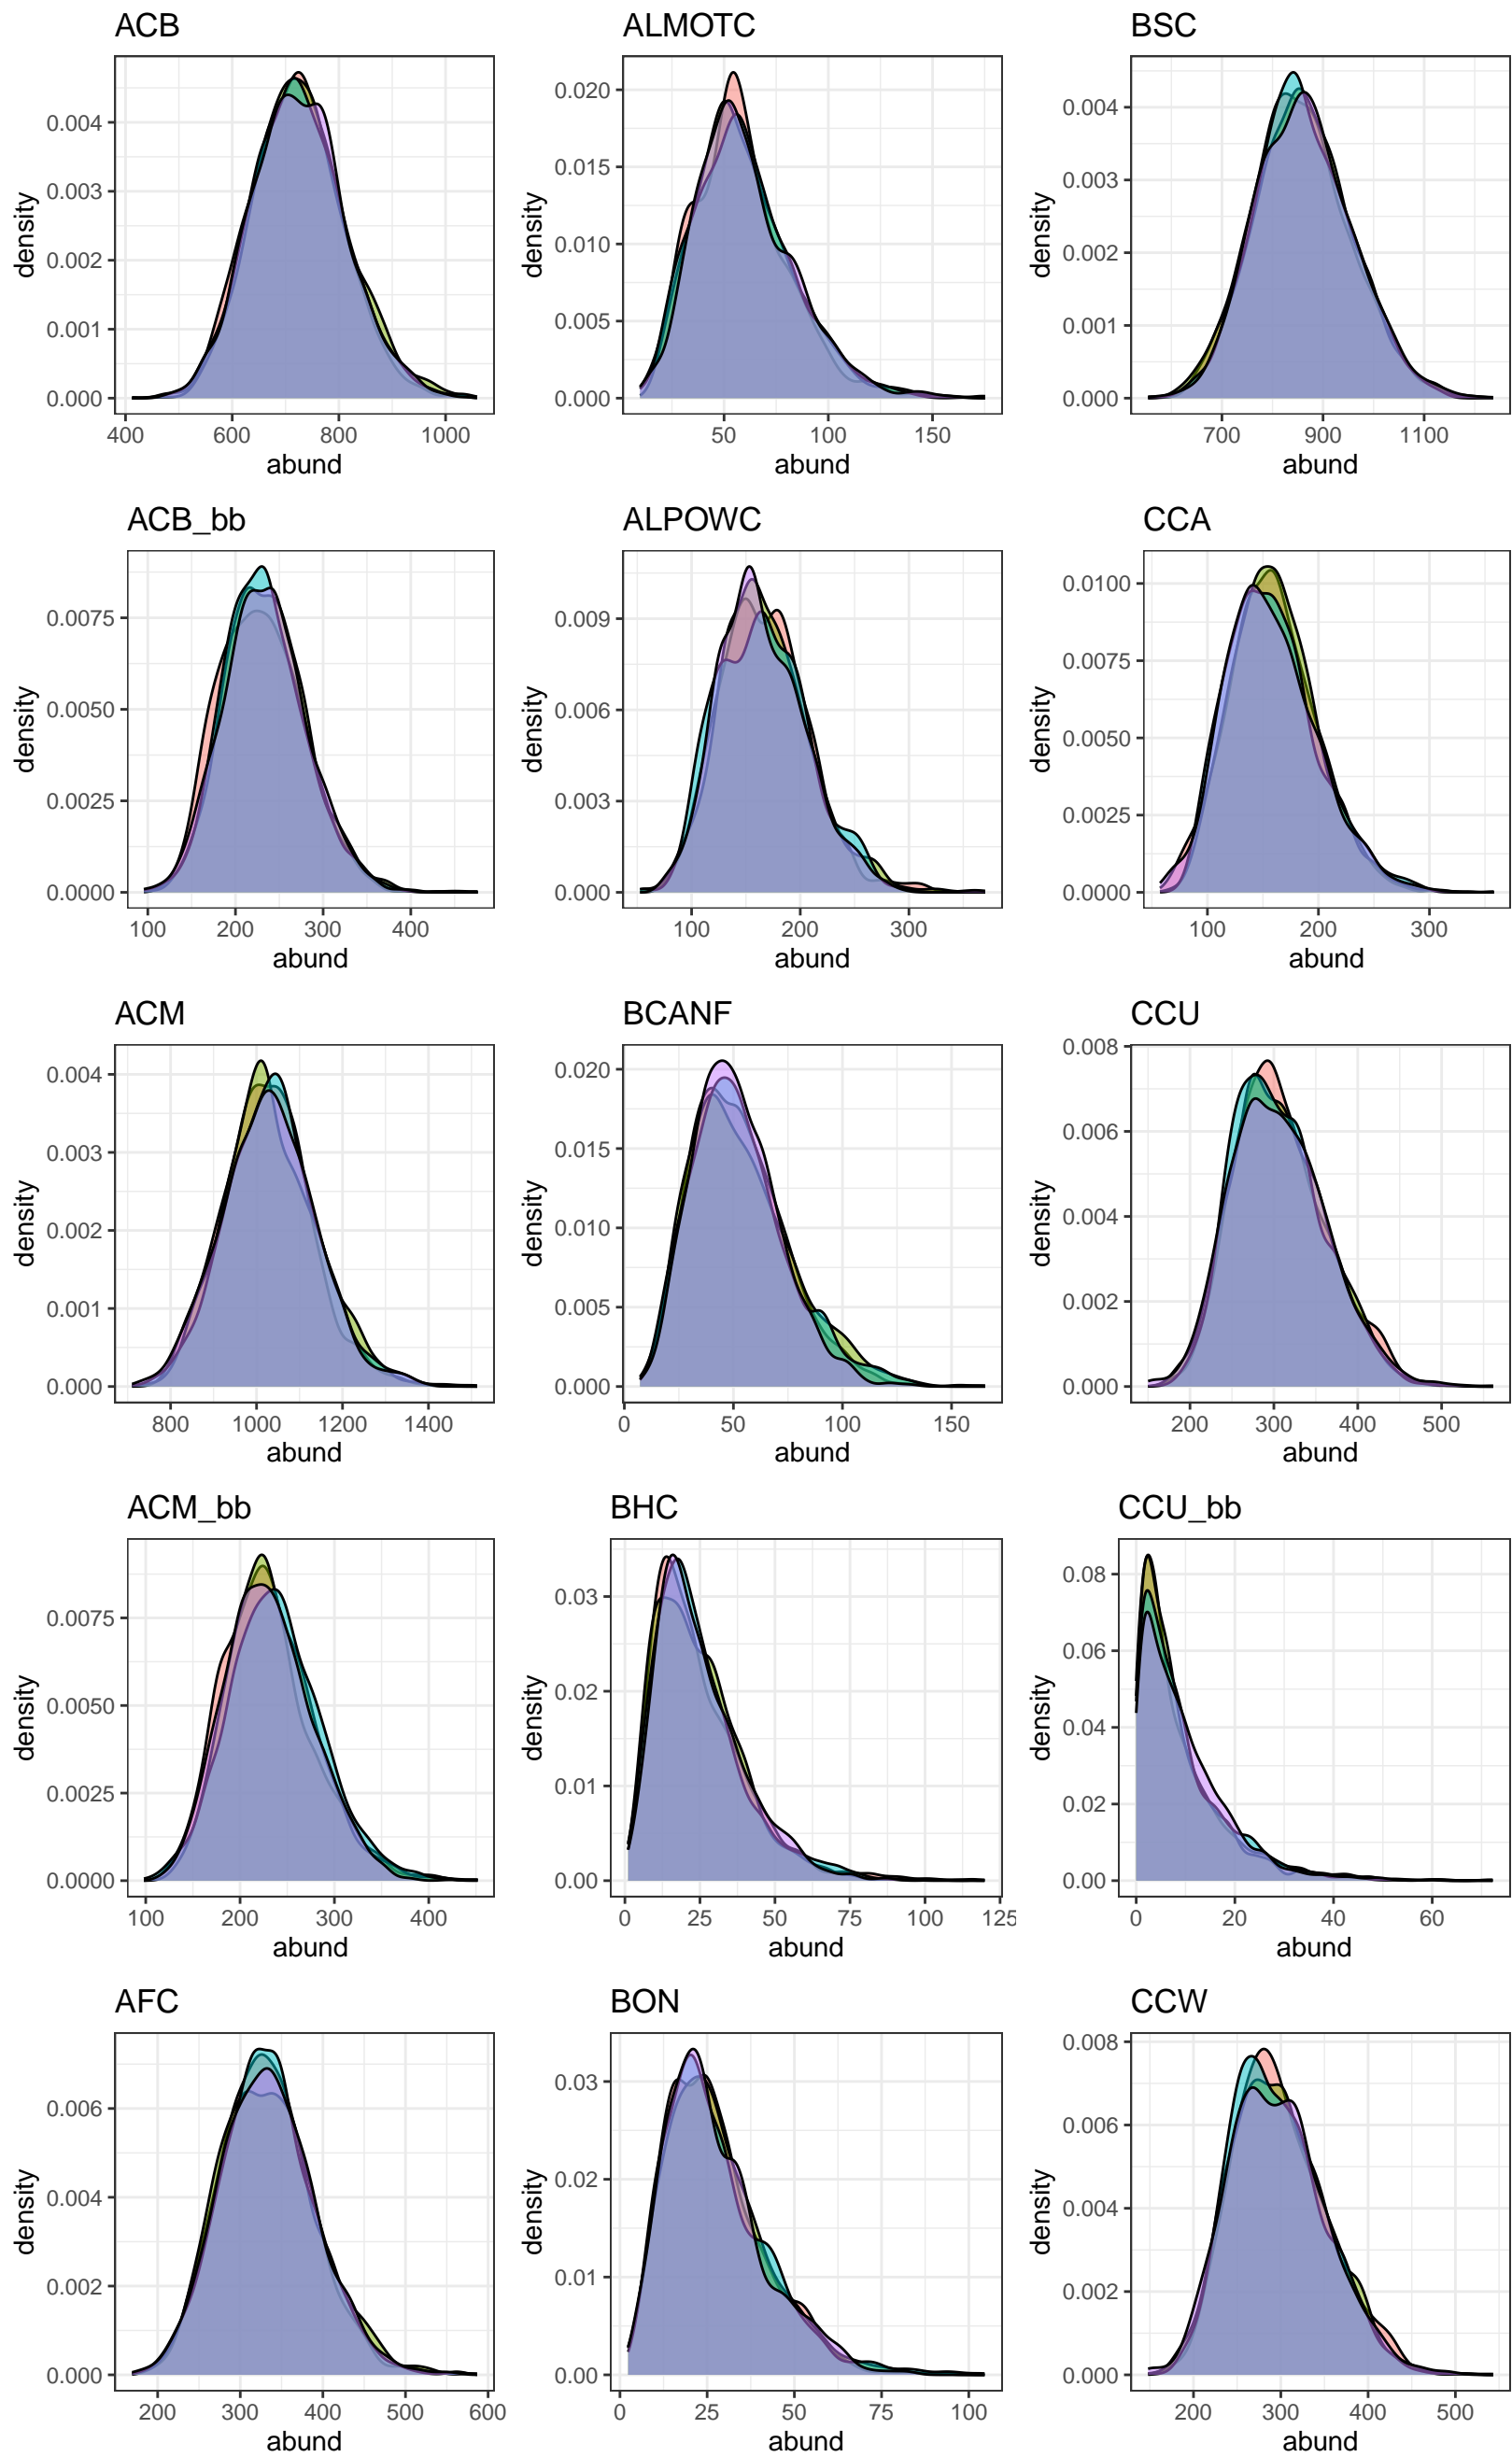 ACB
ALMOTC
BSC
0.004
0.003
0.002
0.001
0.000
density
400 600 800 1000
abund
0.020
0.015
0.010
0.005
0.000
density
50 100 150
abund
0.004
0.003
0.002
0.001
0.000
density
700 900 1100
abund
ACB_bb
ALPOWC
CCA
0.0075
0.0050
0.0025
0.0000
density
100 200 300 400
abund
0.009
0.006
0.003
0.000
density
100 200 300
abund
0.0100
0.0075
0.0050
0.0025
0.0000
density
100 200 300
abund
ACM
BCANF
CCU
0.004
0.003
0.002
0.001
0.000
density
800 1000 1200 1400
abund
0.020
0.015
0.010
0.005
0.000
density
0 50 100 150
abund
0.008
0.006
0.004
0.002
0.000
density
200 300 400 500
abund
ACM_bb
BHC
CCU_bb
0.0075
0.0050
0.0025
0.0000
density
100 200 300 400
abund
0.03
0.02
0.01
0.00
density
0 25 50 75 100 125
abund
0.08
0.06
0.04
0.02
0.00
density
0 20 40 60
abund
AFC
BON
CCW
0.006
0.004
0.002
0.000
density
200 300 400 500 600
abund
0.03
0.02
0.01
0.00
density
0 25 50 75 100
abund
0.008
0.006
0.004
0.002
0.000
density
200 300 400 500
abund